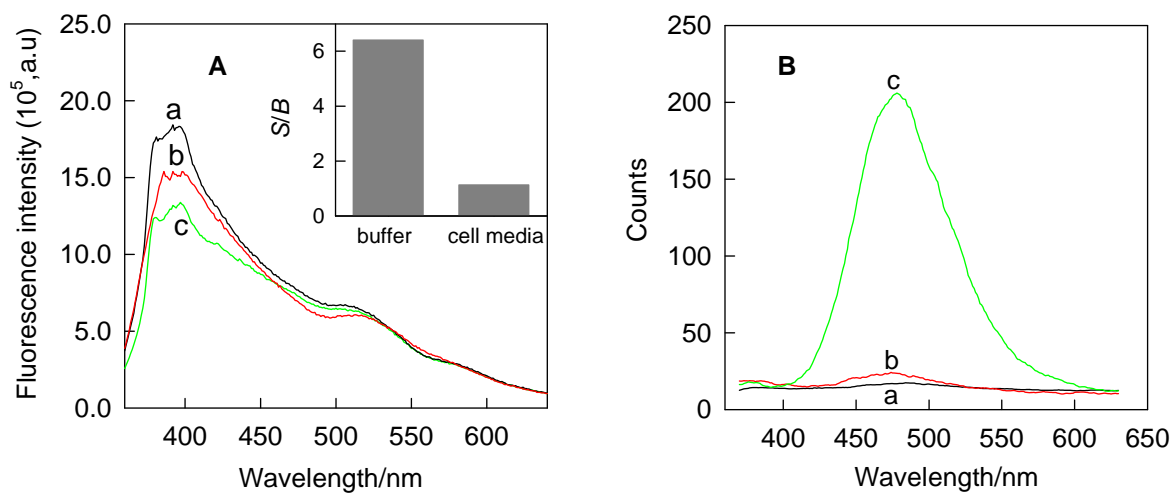 Fluorescence intensity (10⁵,a.u)
25.0
20.0
15.0
10.0
5.0
0.0
A
a
b
c
S/B
6
4
2
0
buffer cell media
400 450 500 550 600
Wavelength/nm
Counts
250
200
150
100
50
0
B
c
b
a
400 450 500 550 600 650
Wavelength/nm